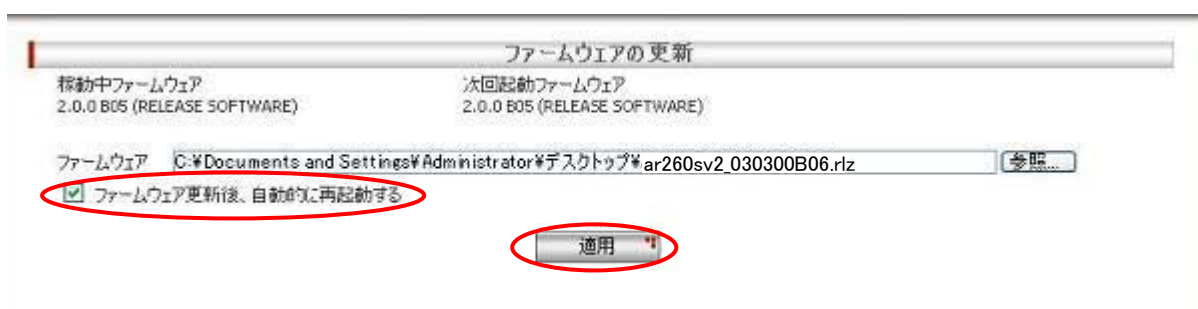 ファームウェアの更新
稼動中ファームウェア 次回起動ファームウェア
2.0.0 B05 (RELEASE SOFTWARE) 2.0.0 B05 (RELEASE SOFTWARE)
ファームウェア C:¥Documents and Settings¥Administrator¥デスクトップ¥ar260sv2_030300B06.rlz 参照...
ファームウェア更新後、自動的に再起動する
適用